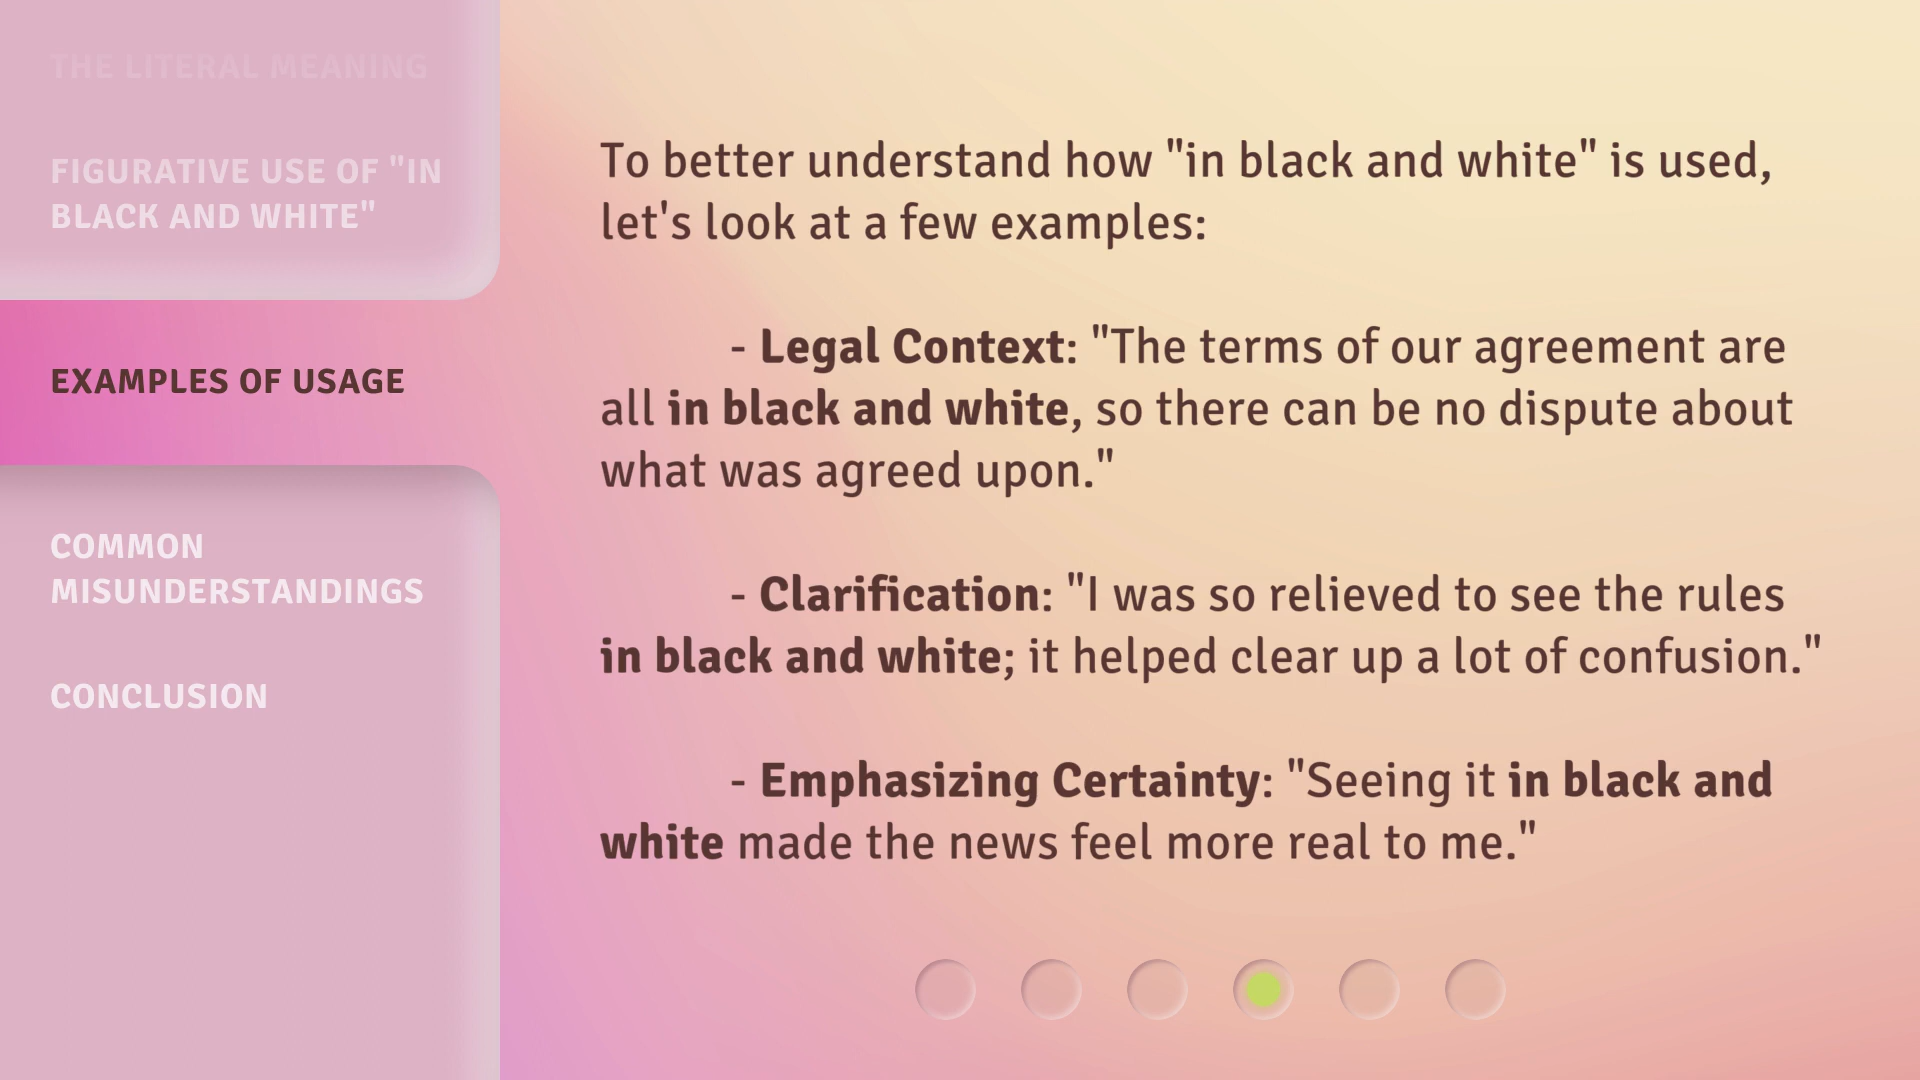 THE LITERAL MEANING
FIGURATIVE USE OF "IN
BLACK AND WHITE"
EXAMPLES OF USAGE
COMMON
MISUNDERSTANDINGS
CONCLUSION
To better understand how "in black and white" is used,
let's look at a few examples:
- Legal Context: "The terms of our agreement are
all in black and white, so there can be no dispute about
what was agreed upon."
- Clarification: "I was so relieved to see the rules
in black and white; it helped clear up a lot of confusion."
- Emphasizing Certainty: "Seeing it in black and
white made the news feel more real to me."